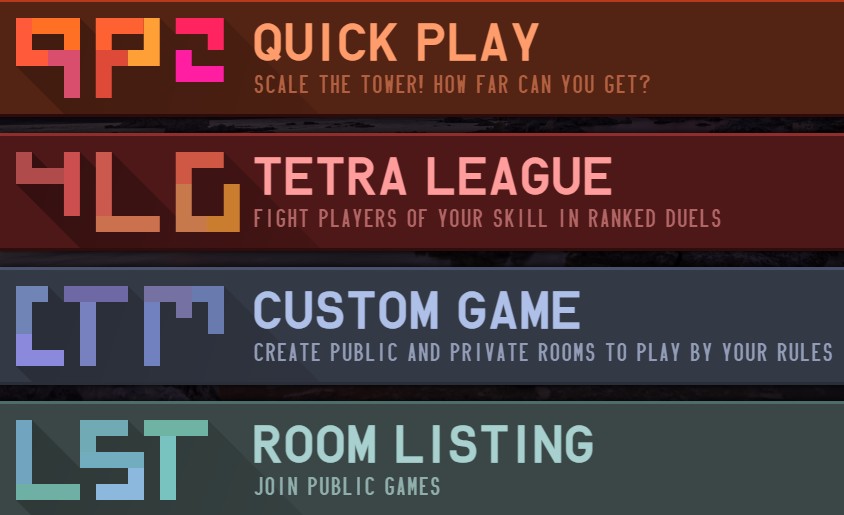 QP2
QUICK PLAY
SCALE THE TOWER! HOW FAR CAN YOU GET?
4LG
TETRA LEAGUE
FIGHT PLAYERS OF YOUR SKILL IN RANKED DUELS
CTM
CUSTOM GAME
CREATE PUBLIC AND PRIVATE ROOMS TO PLAY BY YOUR RULES
LST
ROOM LISTING
JOIN PUBLIC GAMES